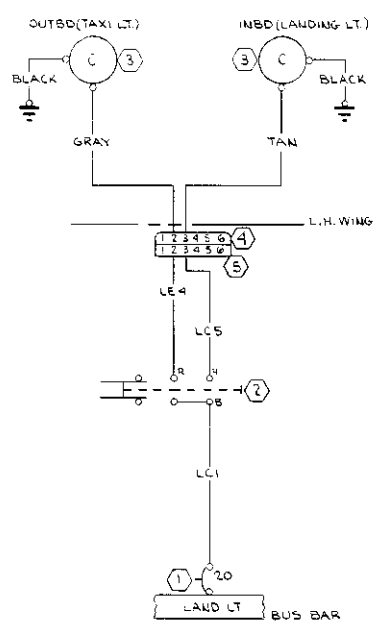 OUTBD(TAXI LT.) INBD(LANDING LT.)
C 3 3 C
BLACK BLACK
GRAY TAN
L.H. WING
1 2 3 4 5 6 4
1 2 3 4 5 6 5
LE4
LC5
R H
2
B
LC1
1 20
LAND LT BUS BAR